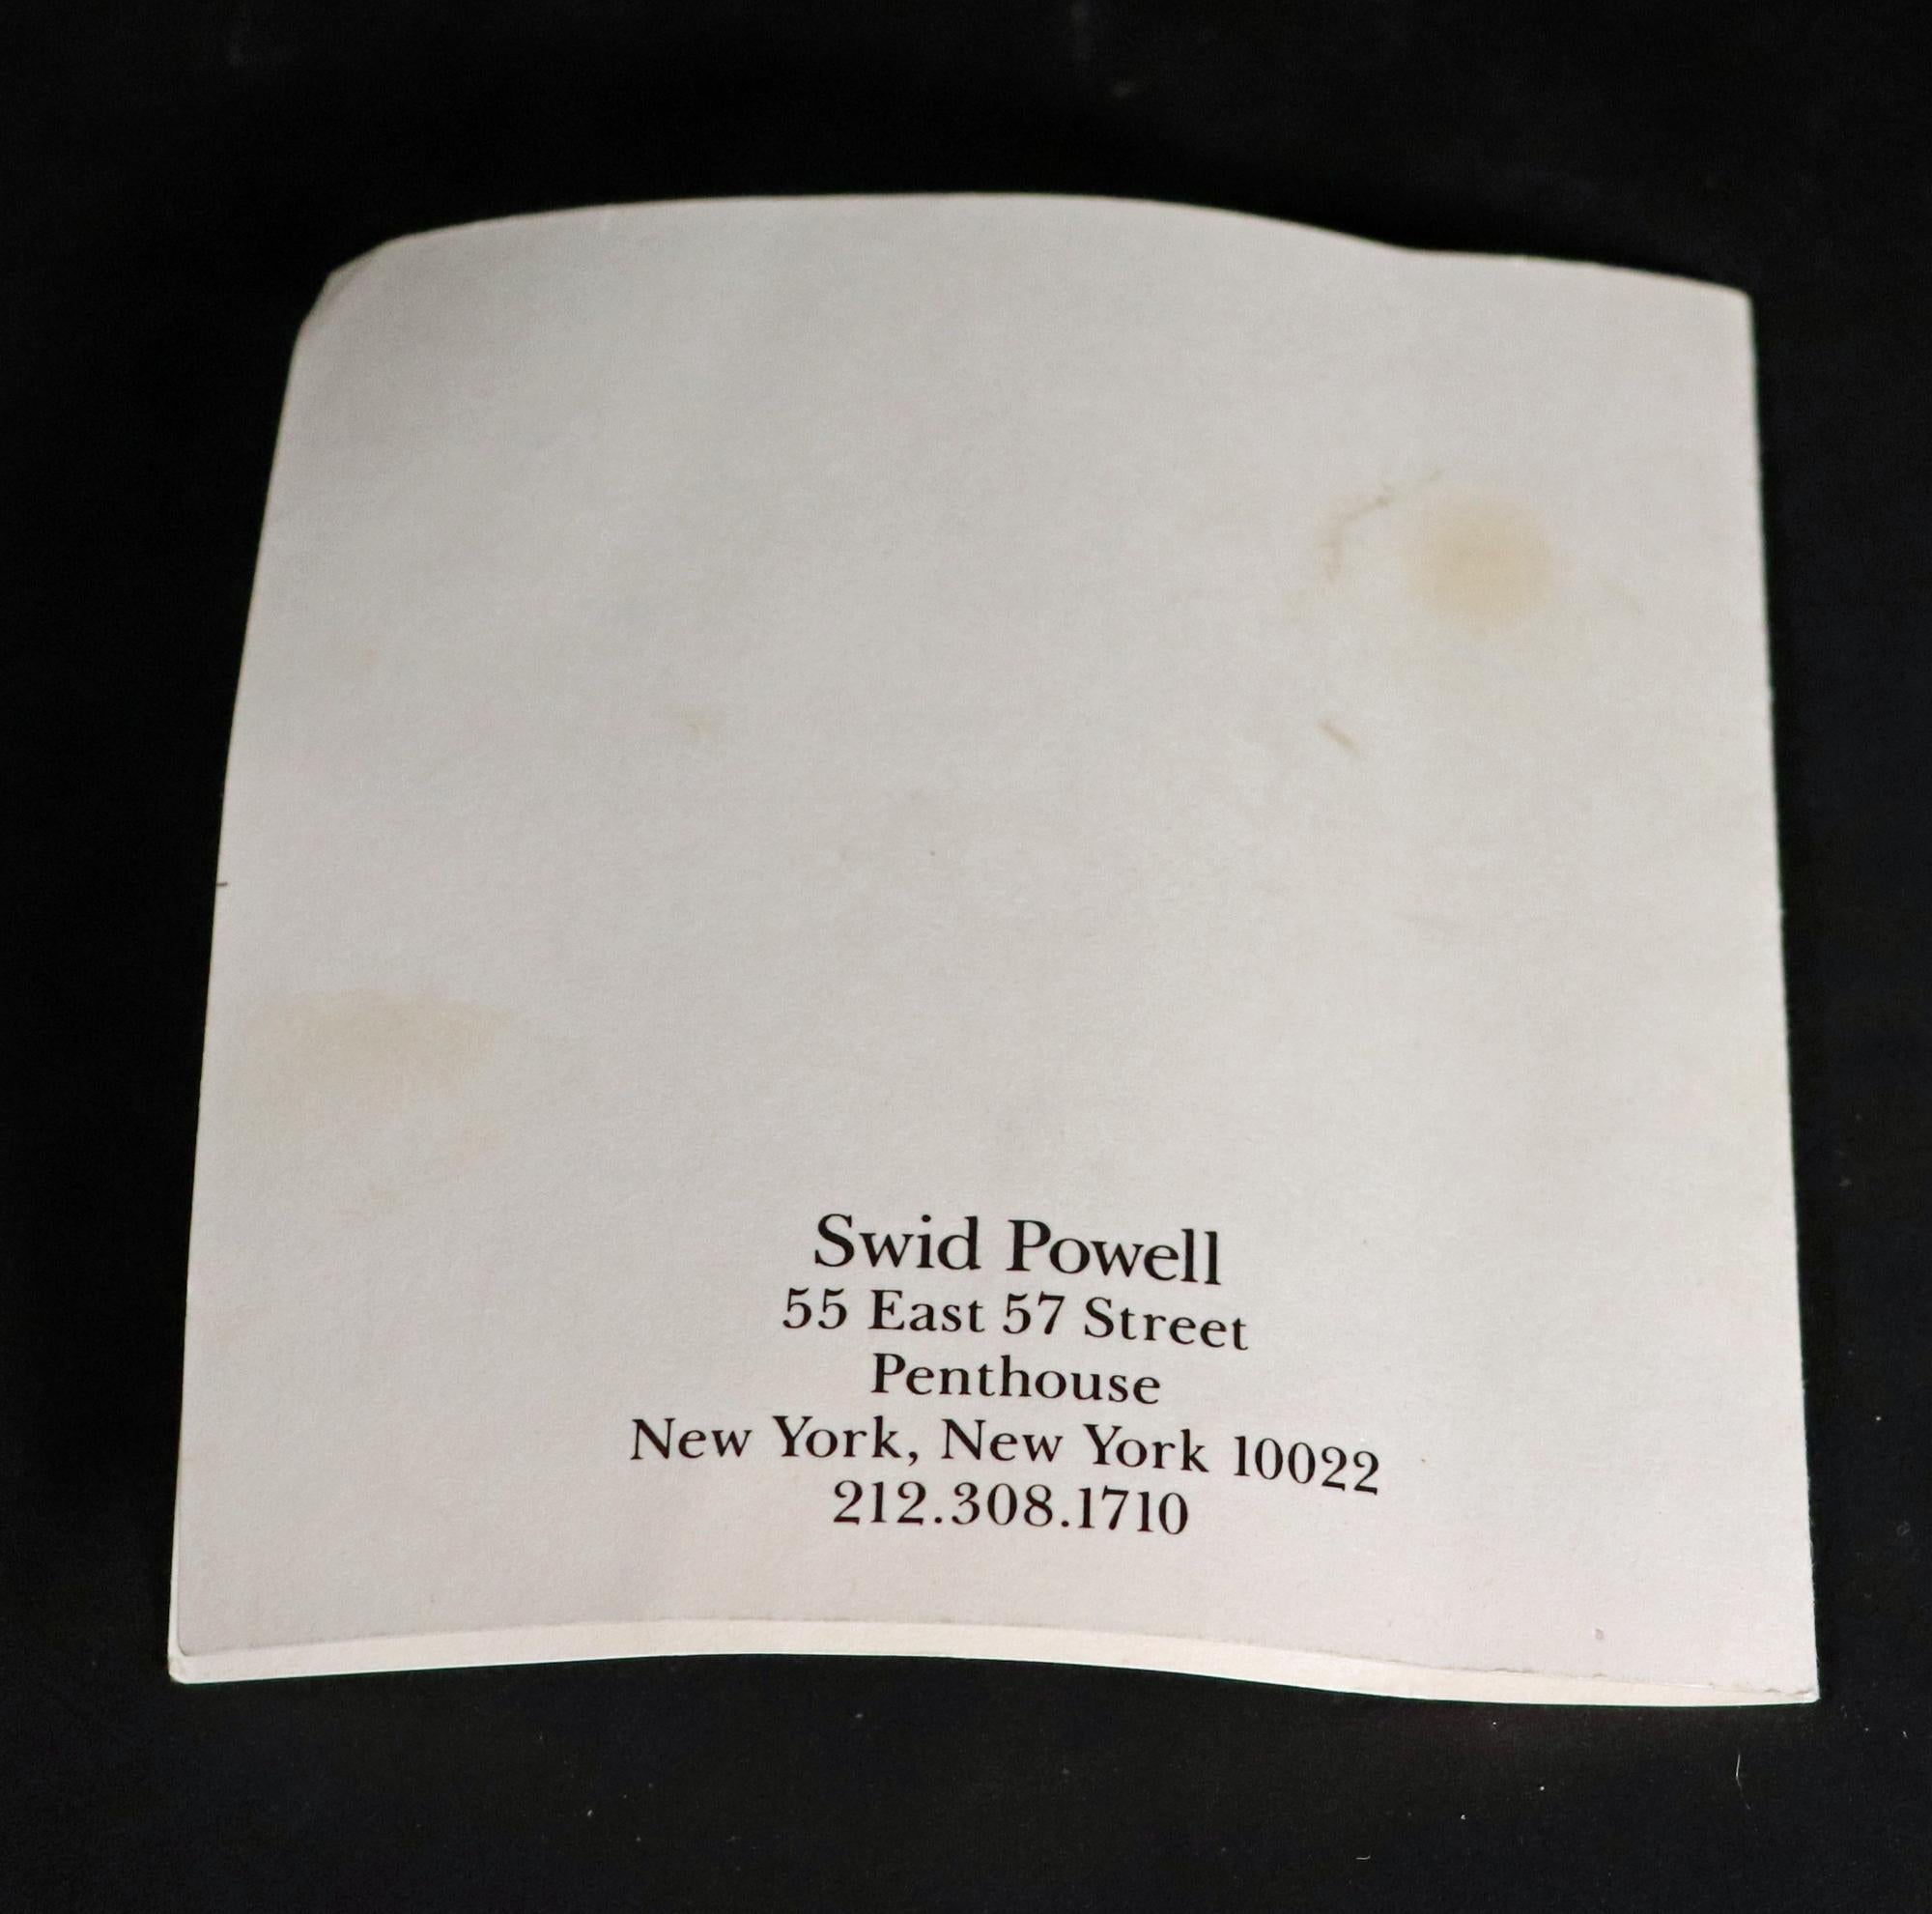 Swid Powell
55 East 57 Street
Penthouse
New York, New York 10022
212.308.1710